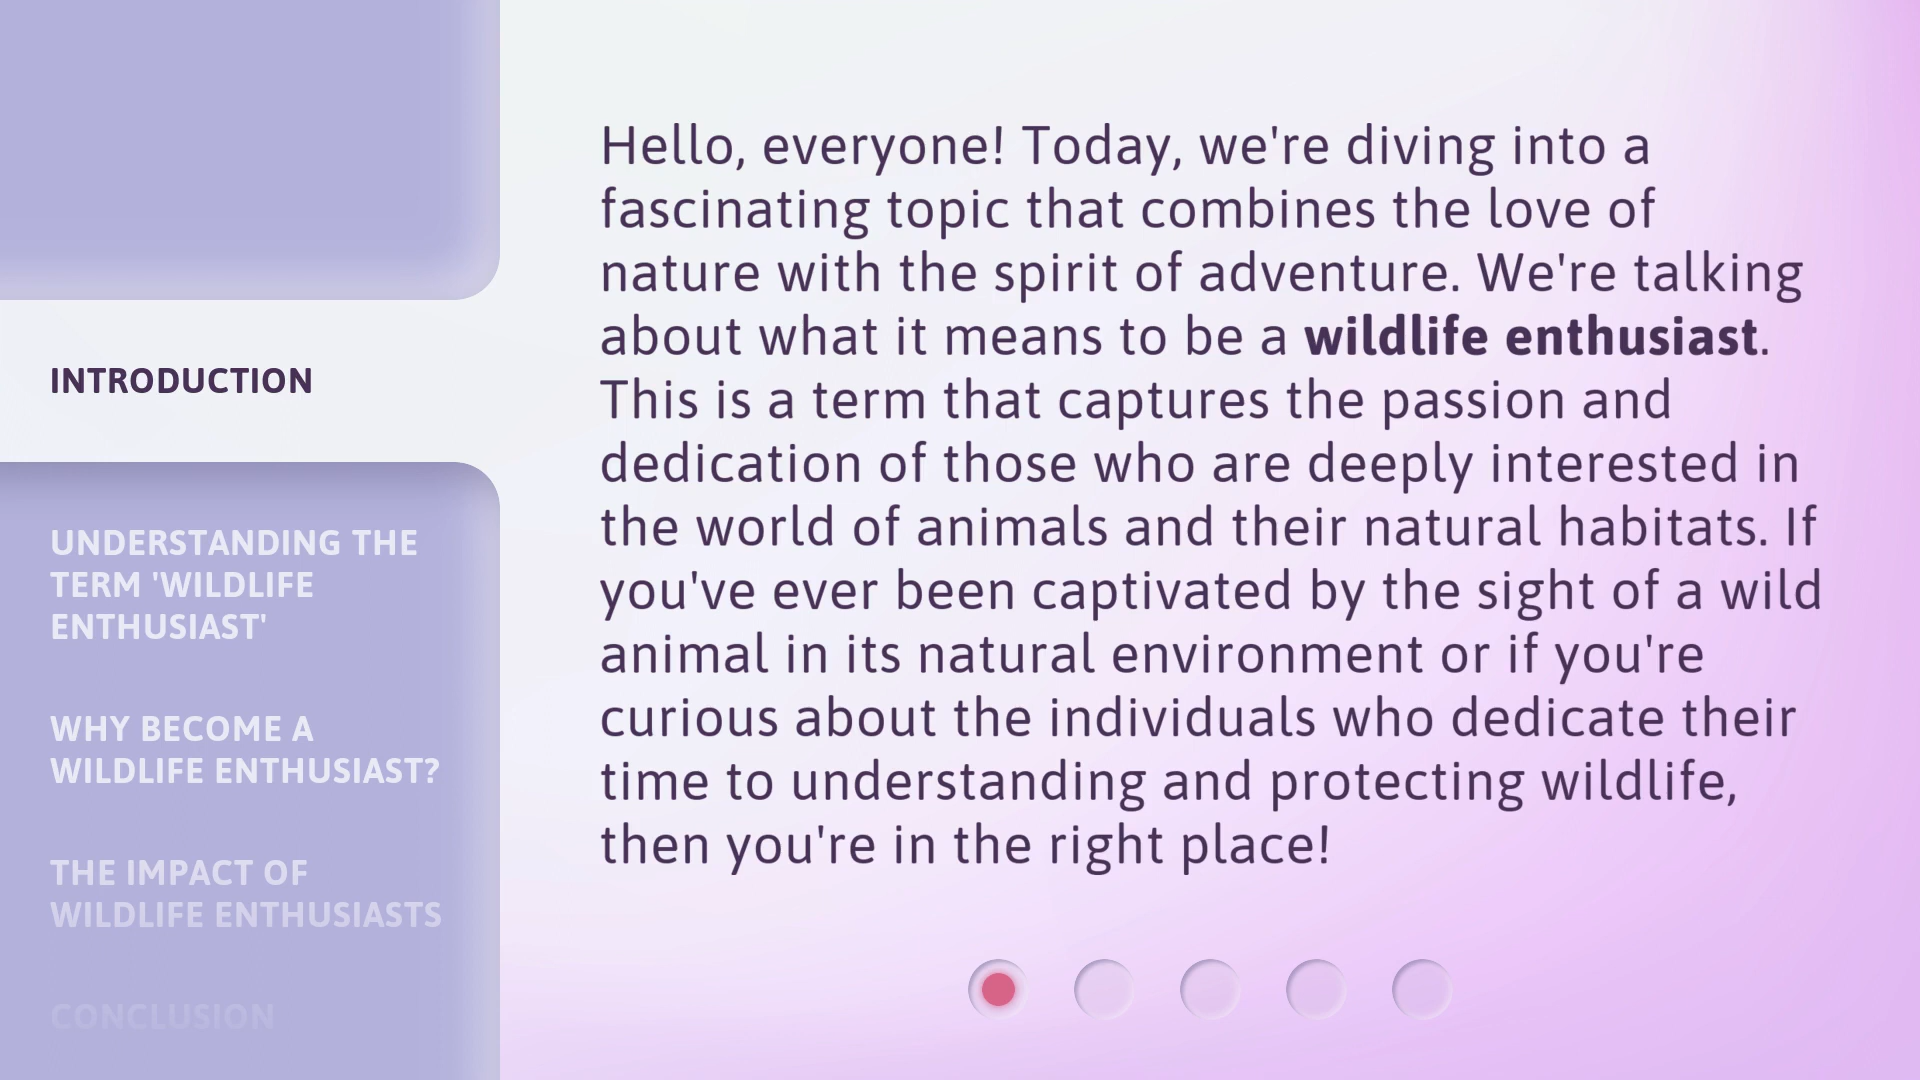 INTRODUCTION
UNDERSTANDING THE
TERM 'WILDLIFE
ENTHUSIAST'
WHY BECOME A
WILDLIFE ENTHUSIAST?
THE IMPACT OF
WILDLIFE ENTHUSIASTS
CONCLUSION
Hello, everyone! Today, we're diving into a
fascinating topic that combines the love of
nature with the spirit of adventure. We're talking
about what it means to be a wildlife enthusiast.
This is a term that captures the passion and
dedication of those who are deeply interested in
the world of animals and their natural habitats. If
you've ever been captivated by the sight of a wild
animal in its natural environment or if you're
curious about the individuals who dedicate their
time to understanding and protecting wildlife,
then you're in the right place!